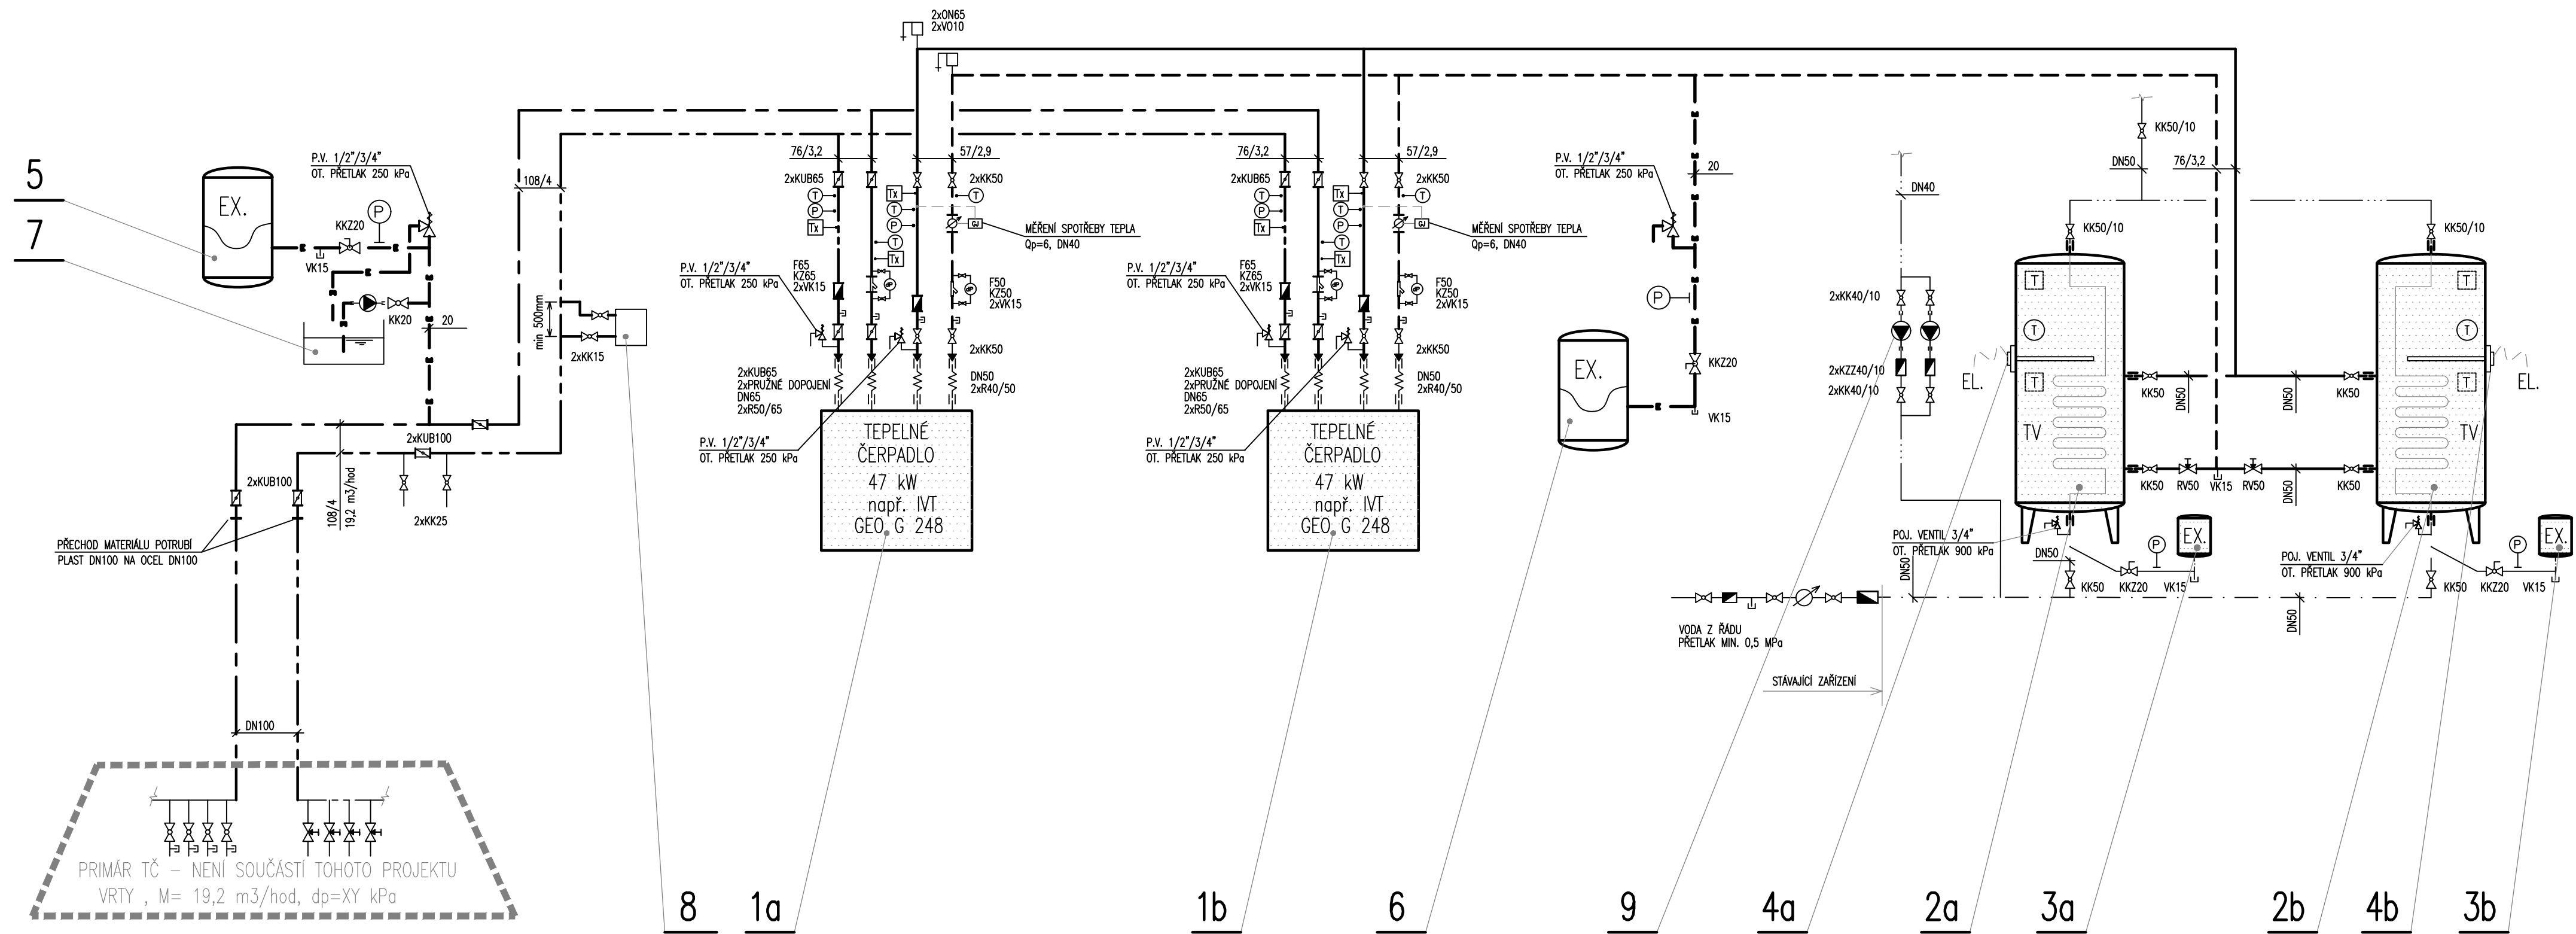 5
7
EX.
P.V. 1/2"/3/4"
OT. PŘETLAK 250 kPa
P
KKZ20
VK15
KK20
20
108/4
min 500mm
2xKK15
2xKUB100
108/4
19,2 m3/hod
2xKK25
2xKUB100
PŘECHOD MATERIÁLU POTRUBÍ
PLAST DN100 NA OCEL DN100
DN100
PRIMÁR TČ – NENÍ SOUČÁSTÍ TOHOTO PROJEKTU
VRTY , M= 19,2 m3/hod, dp=XY kPa
8
2xON65
2xVO10
76/3,2
57/2,9
2xKUB65
2xKK50
T
P
Tx
Tx
T
P
T
Tx
T
MĚŘENÍ SPOTŘEBY TEPLA
Qp=6, DN40
P.V. 1/2"/3/4"
OT. PŘETLAK 250 kPa
F65
KZ65
2xVK15
F50
KZ50
2xVK15
2xKK50
2xKUB65
2xPRUŽNÉ DOPOJENÍ
DN65
2xR50/65
DN50
2xR40/50
P.V. 1/2"/3/4"
OT. PŘETLAK 250 kPa
TEPELNÉ
ČERPADLO
47 kW
např. IVT
GEO G 248
1a
76/3,2
57/2,9
2xKUB65
2xKK50
T
P
Tx
Tx
T
P
T
Tx
T
MĚŘENÍ SPOTŘEBY TEPLA
Qp=6, DN40
P.V. 1/2"/3/4"
OT. PŘETLAK 250 kPa
F65
KZ65
2xVK15
F50
KZ50
2xVK15
2xKK50
2xKUB65
2xPRUŽNÉ DOPOJENÍ
DN65
2xR50/65
DN50
2xR40/50
P.V. 1/2"/3/4"
OT. PŘETLAK 250 kPa
TEPELNÉ
ČERPADLO
47 kW
např. IVT
GEO G 248
1b
P.V. 1/2"/3/4"
OT. PŘETLAK 250 kPa
20
P
KKZ20
VK15
EX.
6
DN40
2xKK40/10
2xKZZ40/10
2xKK40/10
9
KK50/10
DN50
76/3,2
KK50/10
KK50/10
T
T
T
EL.
TV
KK50
DN50
DN50
KK50
KK50
RV50
VK15
RV50
DN50
KK50
T
T
T
EL.
TV
POJ. VENTIL 3/4"
OT. PŘETLAK 900 kPa
DN50
DN50
P
EX.
KK50
KKZ20
VK15
POJ. VENTIL 3/4"
OT. PŘETLAK 900 kPa
P
EX.
KK50
KKZ20
VK15
DN50
VODA Z ŘÁDU
PŘETLAK MIN. 0,5 MPa
STÁVAJÍCÍ ZAŘÍZENÍ
4a
2a
3a
2b
4b
3b